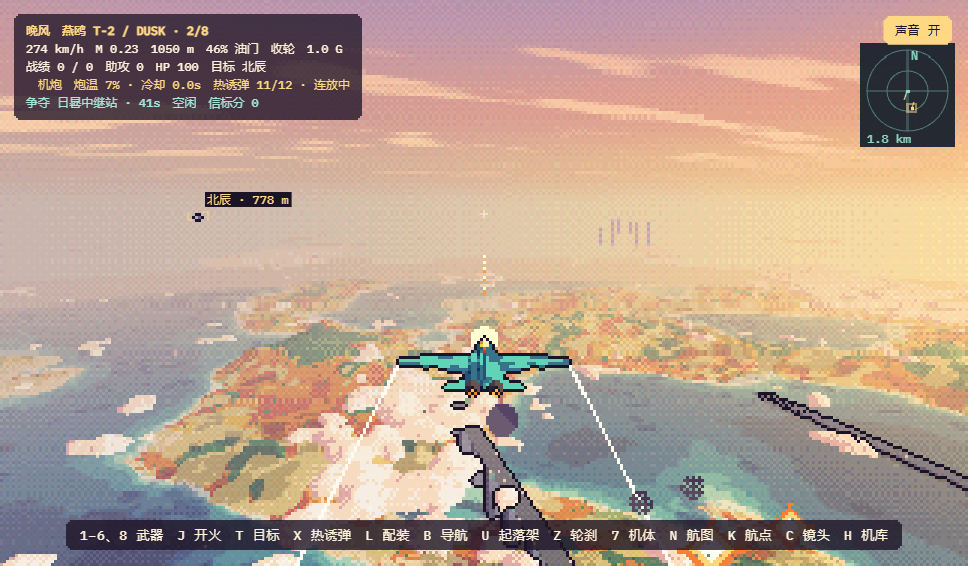 晚风 燕鸥 T-2 / DUSK · 2/8
声音 开
274 km/h M 0.23 1050 m 46% 油门 收轮 1.0 G
战绩 0 / 0 助攻 0 HP 100 目标 北辰
机炮 炮温 7% · 冷却 0.0s 热诱弹 11/12 · 连放中
争夺 日晷中继站 · 41s 空闲 信标分 0
N
1.8 km
北辰 · 778 m
1-6、8 武器 J 开火 T 目标 X 热诱弹 L 配装 B 导航 U 起落架 Z 轮刹 7 机体 N 航图 K 航点 C 镜头 H 机库